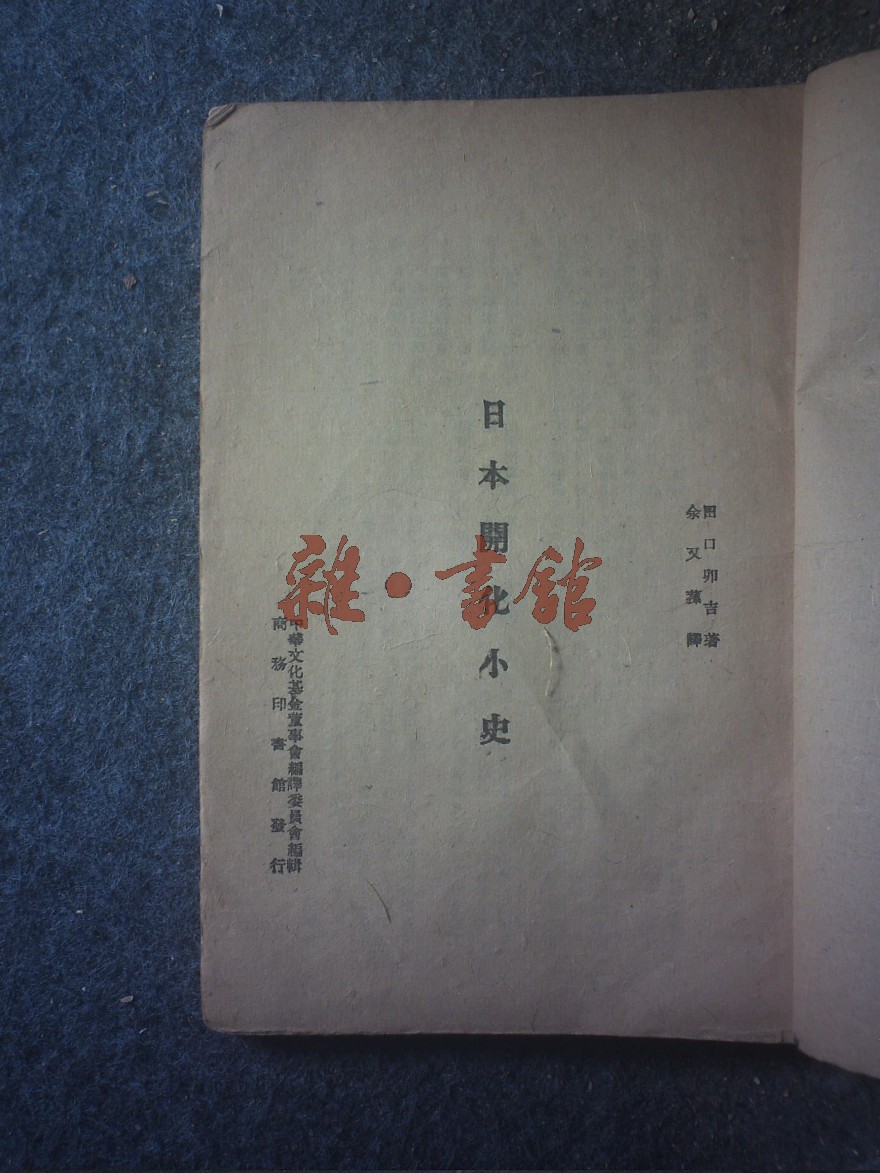 田口卯吉著
余又蓀譯
日本開化小史
中華文化基金董事會編譯委員會編輯
商務印書館發行
雜·書館